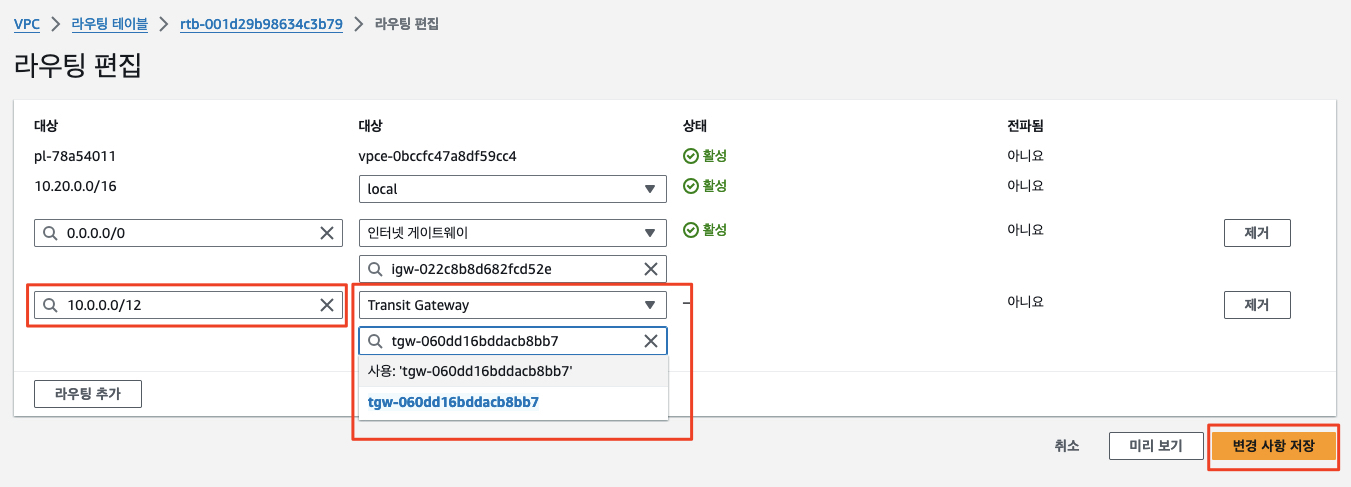 VPC > 라우팅 테이블 > rtb-001d29b98634c3b79 > 라우팅 편집
라우팅 편집
대상 대상 상태 전파됨
pl-78a54011 vpce-0bccfc47a8df59cc4 활성 아니요
10.20.0.0/16 local 활성 아니요
0.0.0.0/0 인터넷 게이트웨이 활성 아니요 제거
igw-022c8b8d682fcd52e
10.0.0.0/12 Transit Gateway – 아니요 제거
tgw-060dd16bddacb8bb7
사용: 'tgw-060dd16bddacb8bb7'
라우팅 추가 tgw-060dd16bddacb8bb7
취소 미리 보기 변경 사항 저장